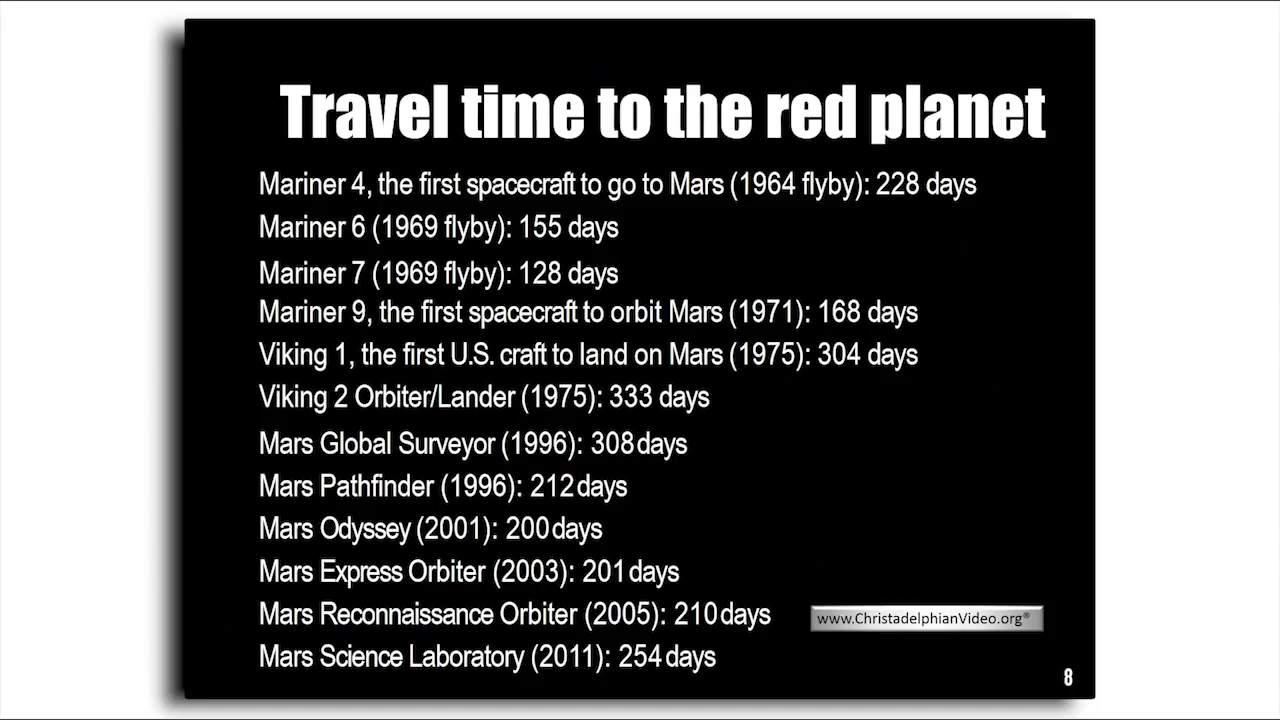 Travel time to the red planet
Mariner 4, the first spacecraft to go to Mars (1964 flyby): 228 days
Mariner 6 (1969 flyby): 155 days
Mariner 7 (1969 flyby): 128 days
Mariner 9, the first spacecraft to orbit Mars (1971): 168 days
Viking 1, the first U.S. craft to land on Mars (1975): 304 days
Viking 2 Orbiter/Lander (1975): 333 days
Mars Global Surveyor (1996): 308 days
Mars Pathfinder (1996): 212 days
Mars Odyssey (2001): 200 days
Mars Express Orbiter (2003): 201 days
Mars Reconnaissance Orbiter (2005): 210 days
www.ChristadelphianVideo.org®
Mars Science Laboratory (2011): 254 days
8